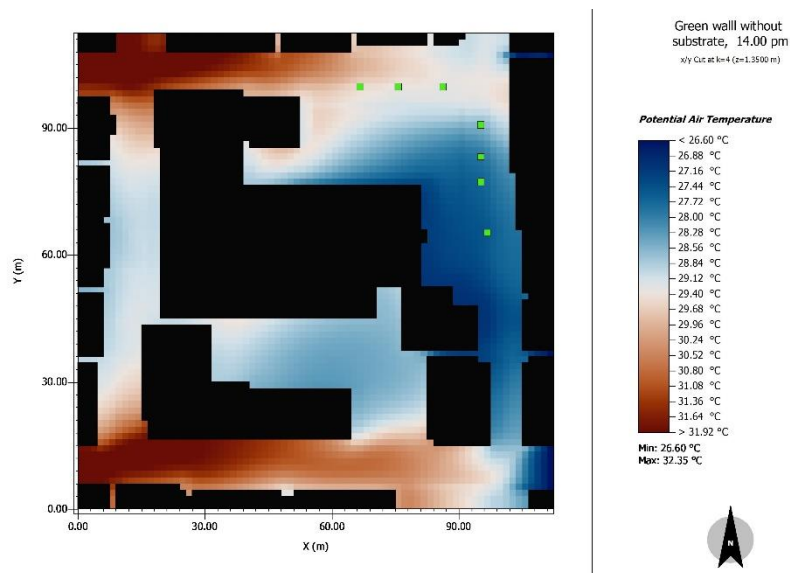 Green walll without
substrate, 14.00 pm
x/y Cut at k=4 (z=1.3500 m)
Potential Air Temperature
< 26.60 °C
26.88 °C
27.16 °C
27.44 °C
27.72 °C
28.00 °C
28.28 °C
28.56 °C
28.84 °C
29.12 °C
29.40 °C
29.68 °C
29.96 °C
30.24 °C
30.52 °C
30.80 °C
31.08 °C
31.36 °C
31.64 °C
> 31.92 °C
Min: 26.60 °C
Max: 32.35 °C
N
90.00
60.00
30.00
0.00
Y (m)
0.00 30.00 60.00 90.00
X (m)